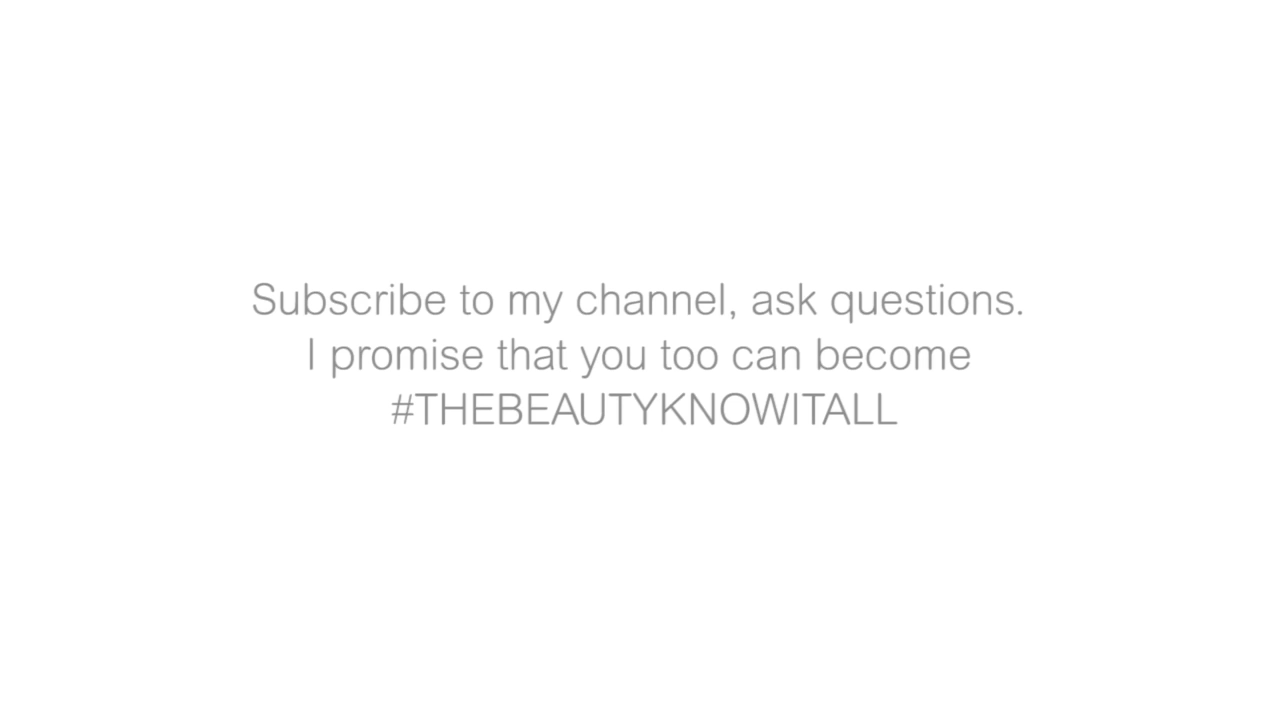 Subscribe to my channel, ask questions.
I promise that you too can become
#THEBEAUTYKNOWITALL